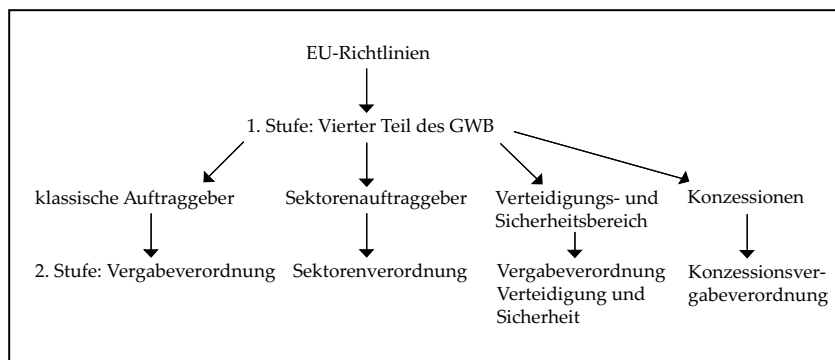 EU-Richtlinien
1. Stufe: Vierter Teil des GWB
klassische Auftraggeber
Sektorenauftraggeber
Verteidigungs- und
Sicherheitsbereich
Konzessionen
2. Stufe: Vergabeverordnung
Sektorenverordnung
Vergabeverordnung
Verteidigung und
Sicherheit
Konzessionsver-
gabeverordnung